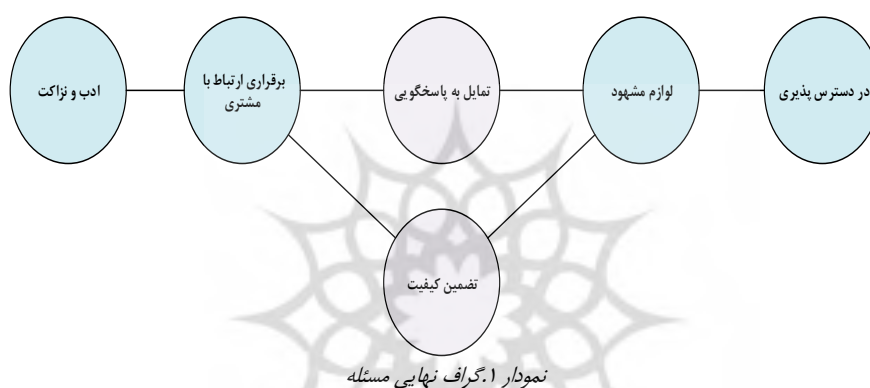 در دسترس پذیری
لوازم مشهود
تمایل به پاسخگویی
برقراری ارتباط با
مشتری
ادب و نزاکت
تضمین کیفیت
نمودار ۱.گراف نهایی مسئله